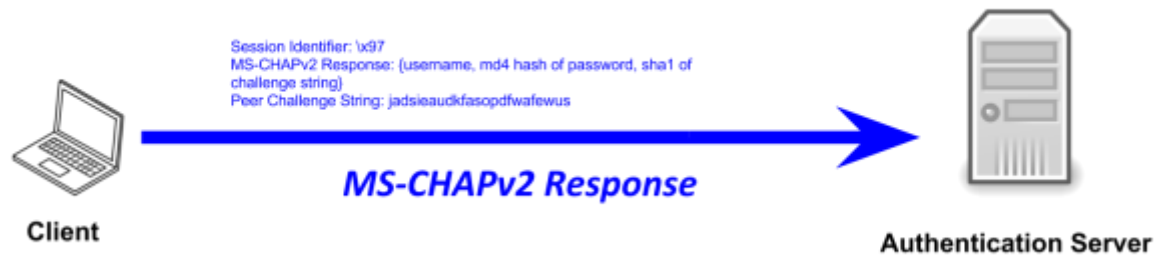 Session Identifier: \x97
MS-CHAPv2 Response: {username, md4 hash of password, sha1 of
challenge string}
Peer Challenge String: jadsieaudkfasopdfwafewus
MS-CHAPv2 Response
Client
Authentication Server